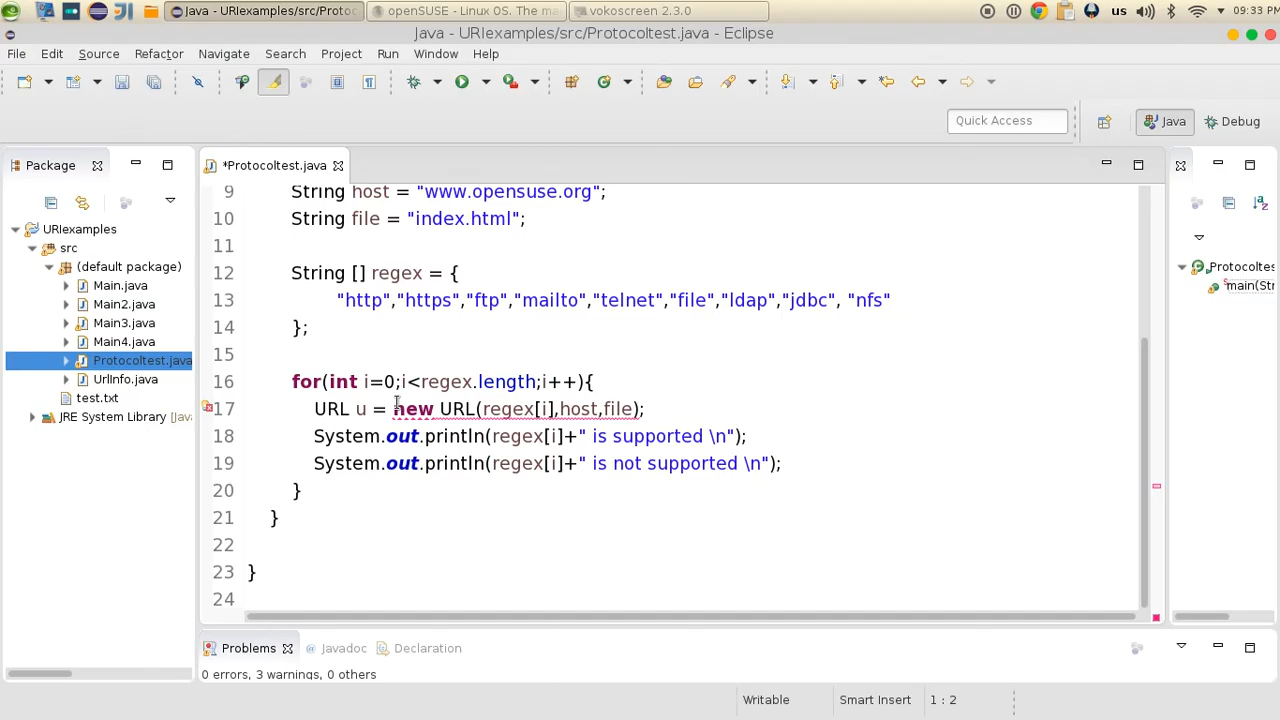 Java - URIexamples/src/Protoc
openSUSE - Linux OS. The ma
vokoscreen 2.3.0
us
09:33 PM
Java - URIexamples/src/Protocoltest.java - Eclipse
File Edit Source Refactor Navigate Search Project Run Window Help
Quick Access
Java
Debug
Package
*Protocoltest.java
URIexamples
src
(default package)
Main.java
Main2.java
Main3.java
Main4.java
Protocoltest.java
UrlInfo.java
test.txt
JRE System Library
9 String host = "www.opensuse.org";
10 String file = "index.html";
11
12 String [] regex = {
13 "http","https","ftp","mailto","telnet","file","ldap","jdbc", "nfs"
14 };
15
16 for(int i=0;i<regex.length;i++){
17 URL u = new URL(regex[i],host,file);
18 System.out.println(regex[i]+" is supported \n");
19 System.out.println(regex[i]+" is not supported \n");
20 }
21 }
22
23 }
24
Protocoltes
main(Str
Problems
Javadoc
Declaration
0 errors, 3 warnings, 0 others
Writable
Smart Insert
1 : 2